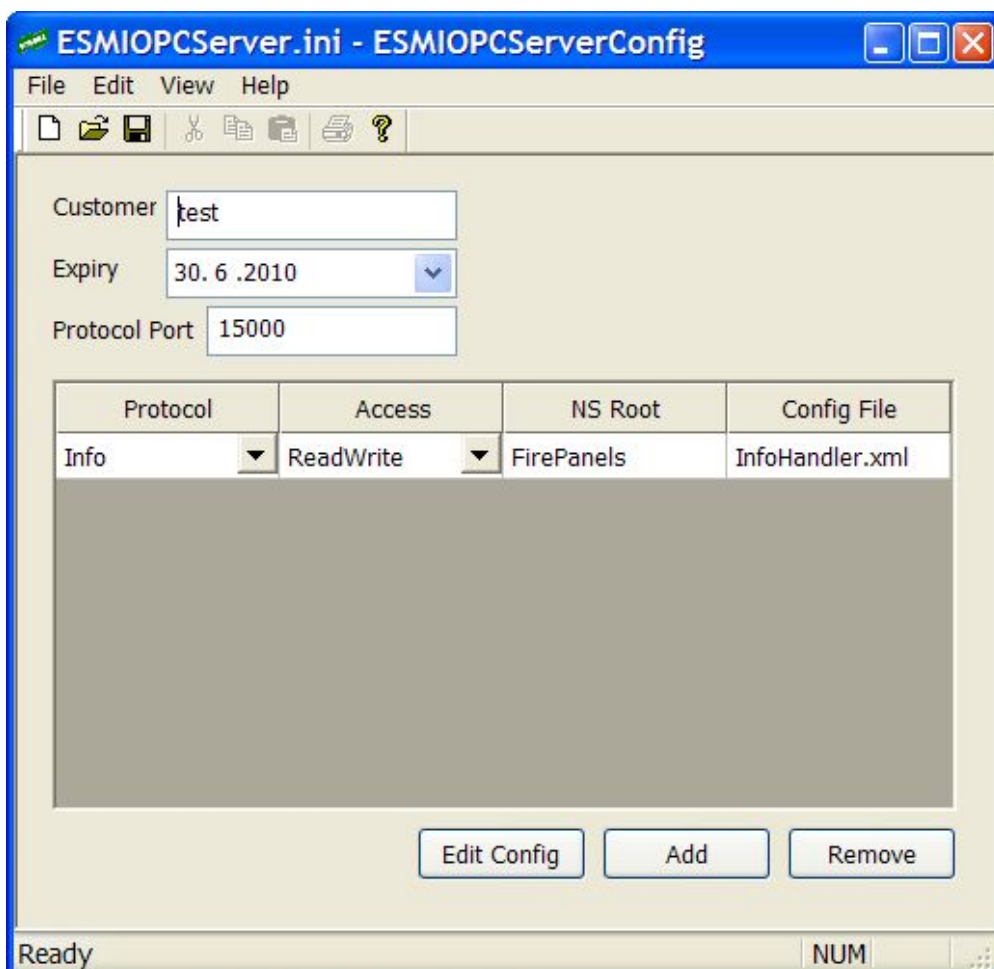 ESMIOPCServer.ini - ESMIOPCServerConfig
File Edit View Help
Customer test
Expiry 30. 6 .2010
Protocol Port 15000
Protocol Access NS Root Config File
Info ReadWrite FirePanels InfoHandler.xml
Edit Config Add Remove
Ready NUM